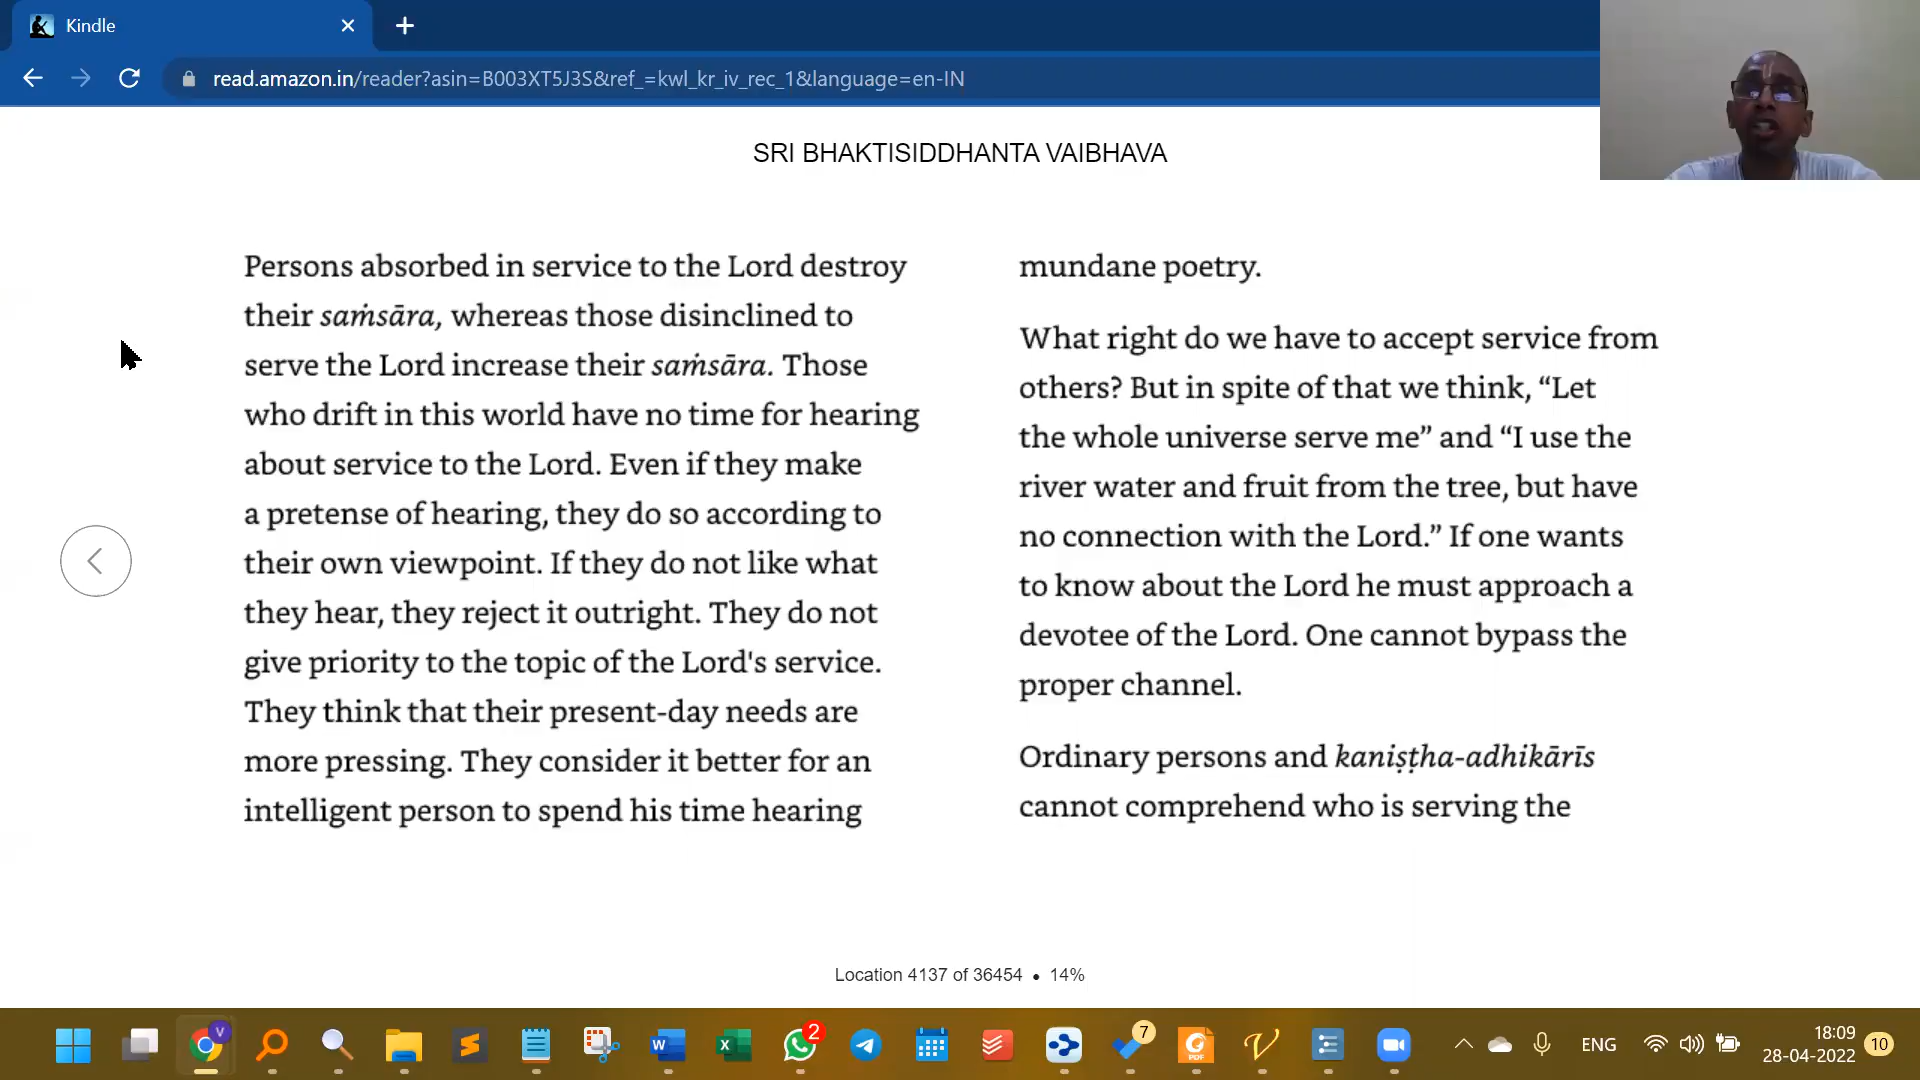 Kindle
read.amazon.in/reader?asin=B003XT5J3S&ref_=kwl_kr_iv_rec_1&language=en-IN
SRI BHAKTISIDDHANTA VAIBHAVA
Persons absorbed in service to the Lord destroy
their saṁsāra, whereas those disinclined to
serve the Lord increase their saṁsāra. Those
who drift in this world have no time for hearing
about service to the Lord. Even if they make
a pretense of hearing, they do so according to
their own viewpoint. If they do not like what
they hear, they reject it outright. They do not
give priority to the topic of the Lord's service.
They think that their present-day needs are
more pressing. They consider it better for an
intelligent person to spend his time hearing
mundane poetry.
What right do we have to accept service from
others? But in spite of that we think, “Let
the whole universe serve me” and “I use the
river water and fruit from the tree, but have
no connection with the Lord.” If one wants
to know about the Lord he must approach a
devotee of the Lord. One cannot bypass the
proper channel.
Ordinary persons and kaniṣṭha-adhikārīs
cannot comprehend who is serving the
Location 4137 of 36454 • 14%
V
2
7
PDF
ENG
18:09
28-04-2022
10